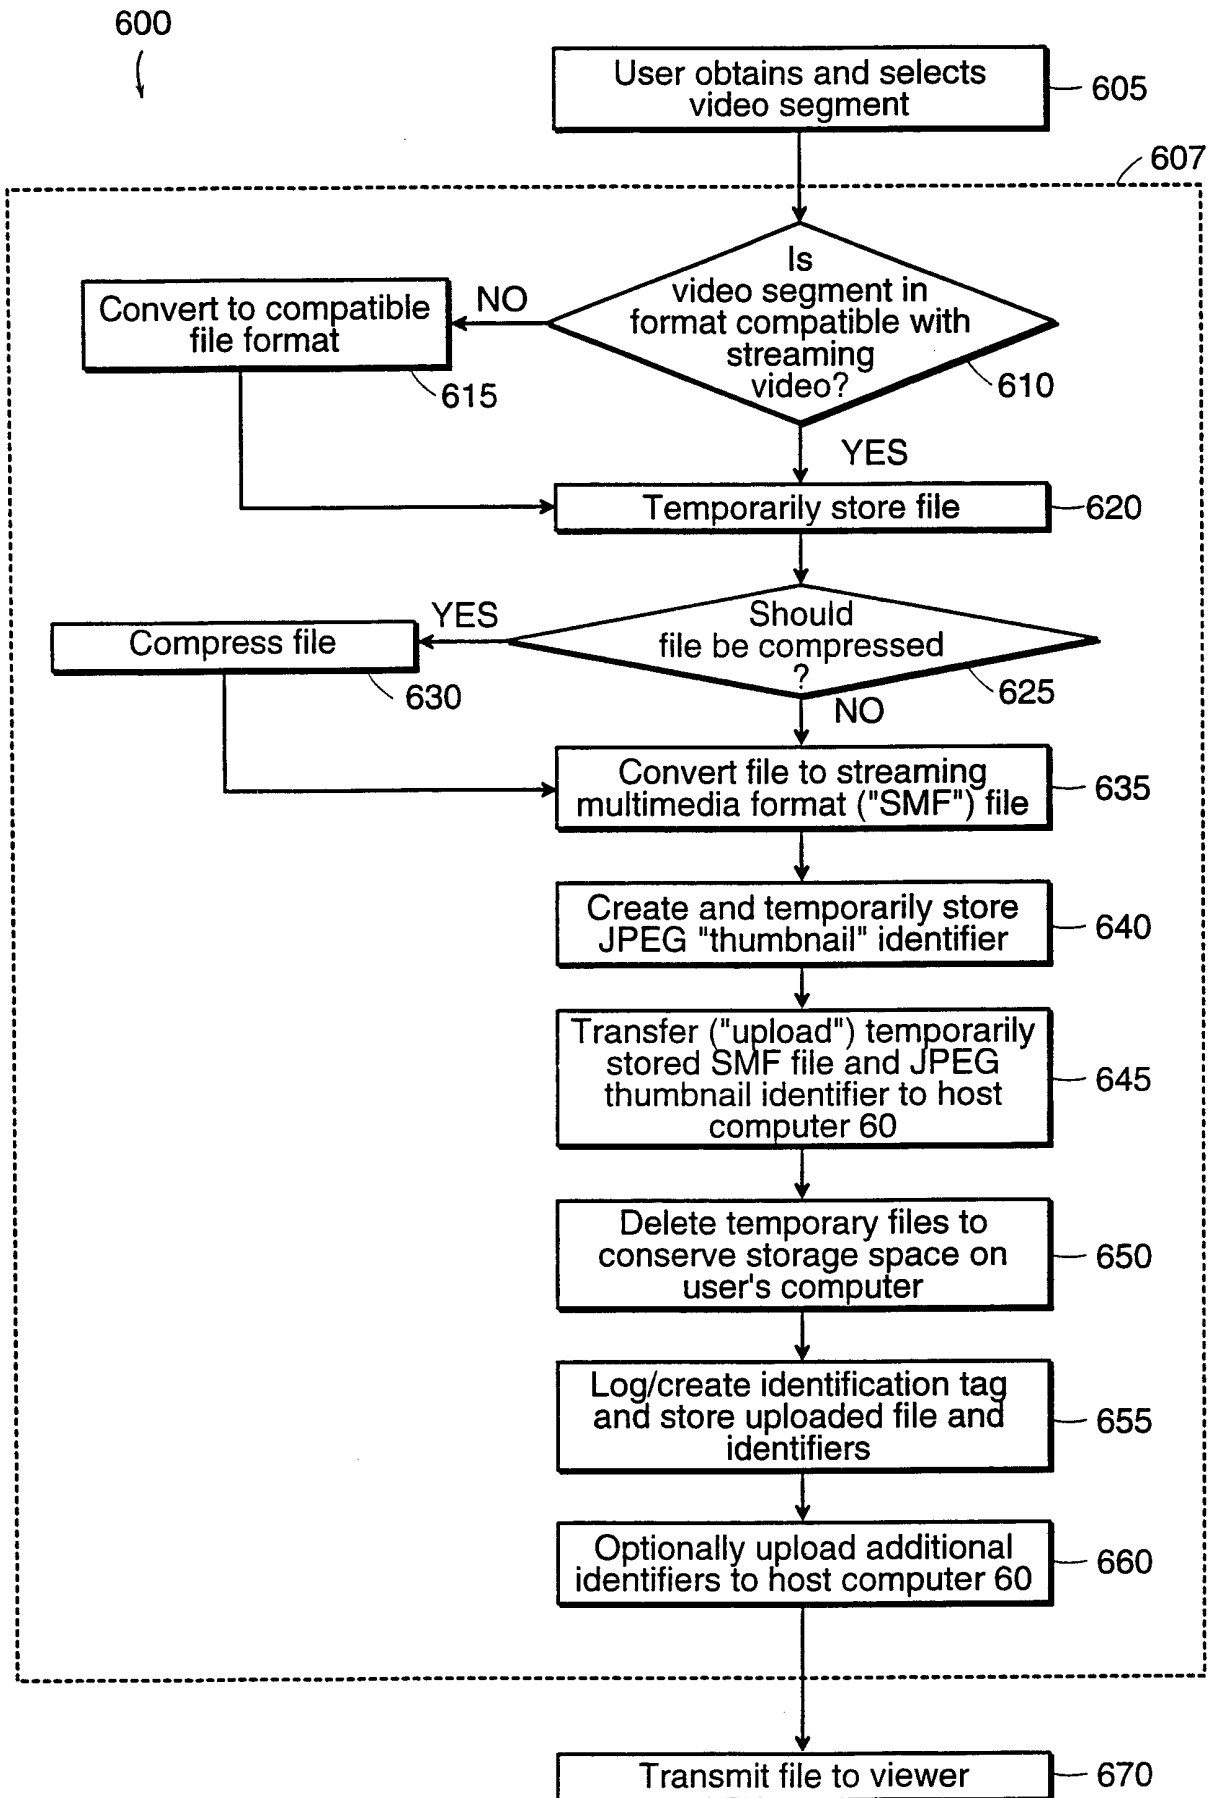 600
User obtains and selects
video segment
605
607
Is
video segment in
format compatible with
streaming
video?
610
NO
Convert to compatible
file format
615
YES
Temporarily store file
620
Should
file be compressed
?
625
YES
Compress file
630
NO
Convert file to streaming
multimedia format ("SMF") file
635
Create and temporarily store
JPEG "thumbnail" identifier
640
Transfer ("upload") temporarily
stored SMF file and JPEG
thumbnail identifier to host
computer 60
645
Delete temporary files to
conserve storage space on
user's computer
650
Log/create identification tag
and store uploaded file and
identifiers
655
Optionally upload additional
identifiers to host computer 60
660
Transmit file to viewer
670